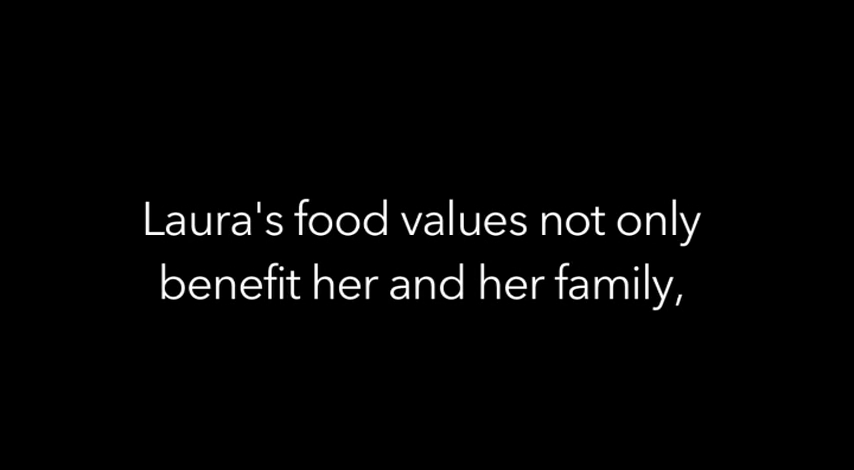 Laura's food values not only
benefit her and her family,